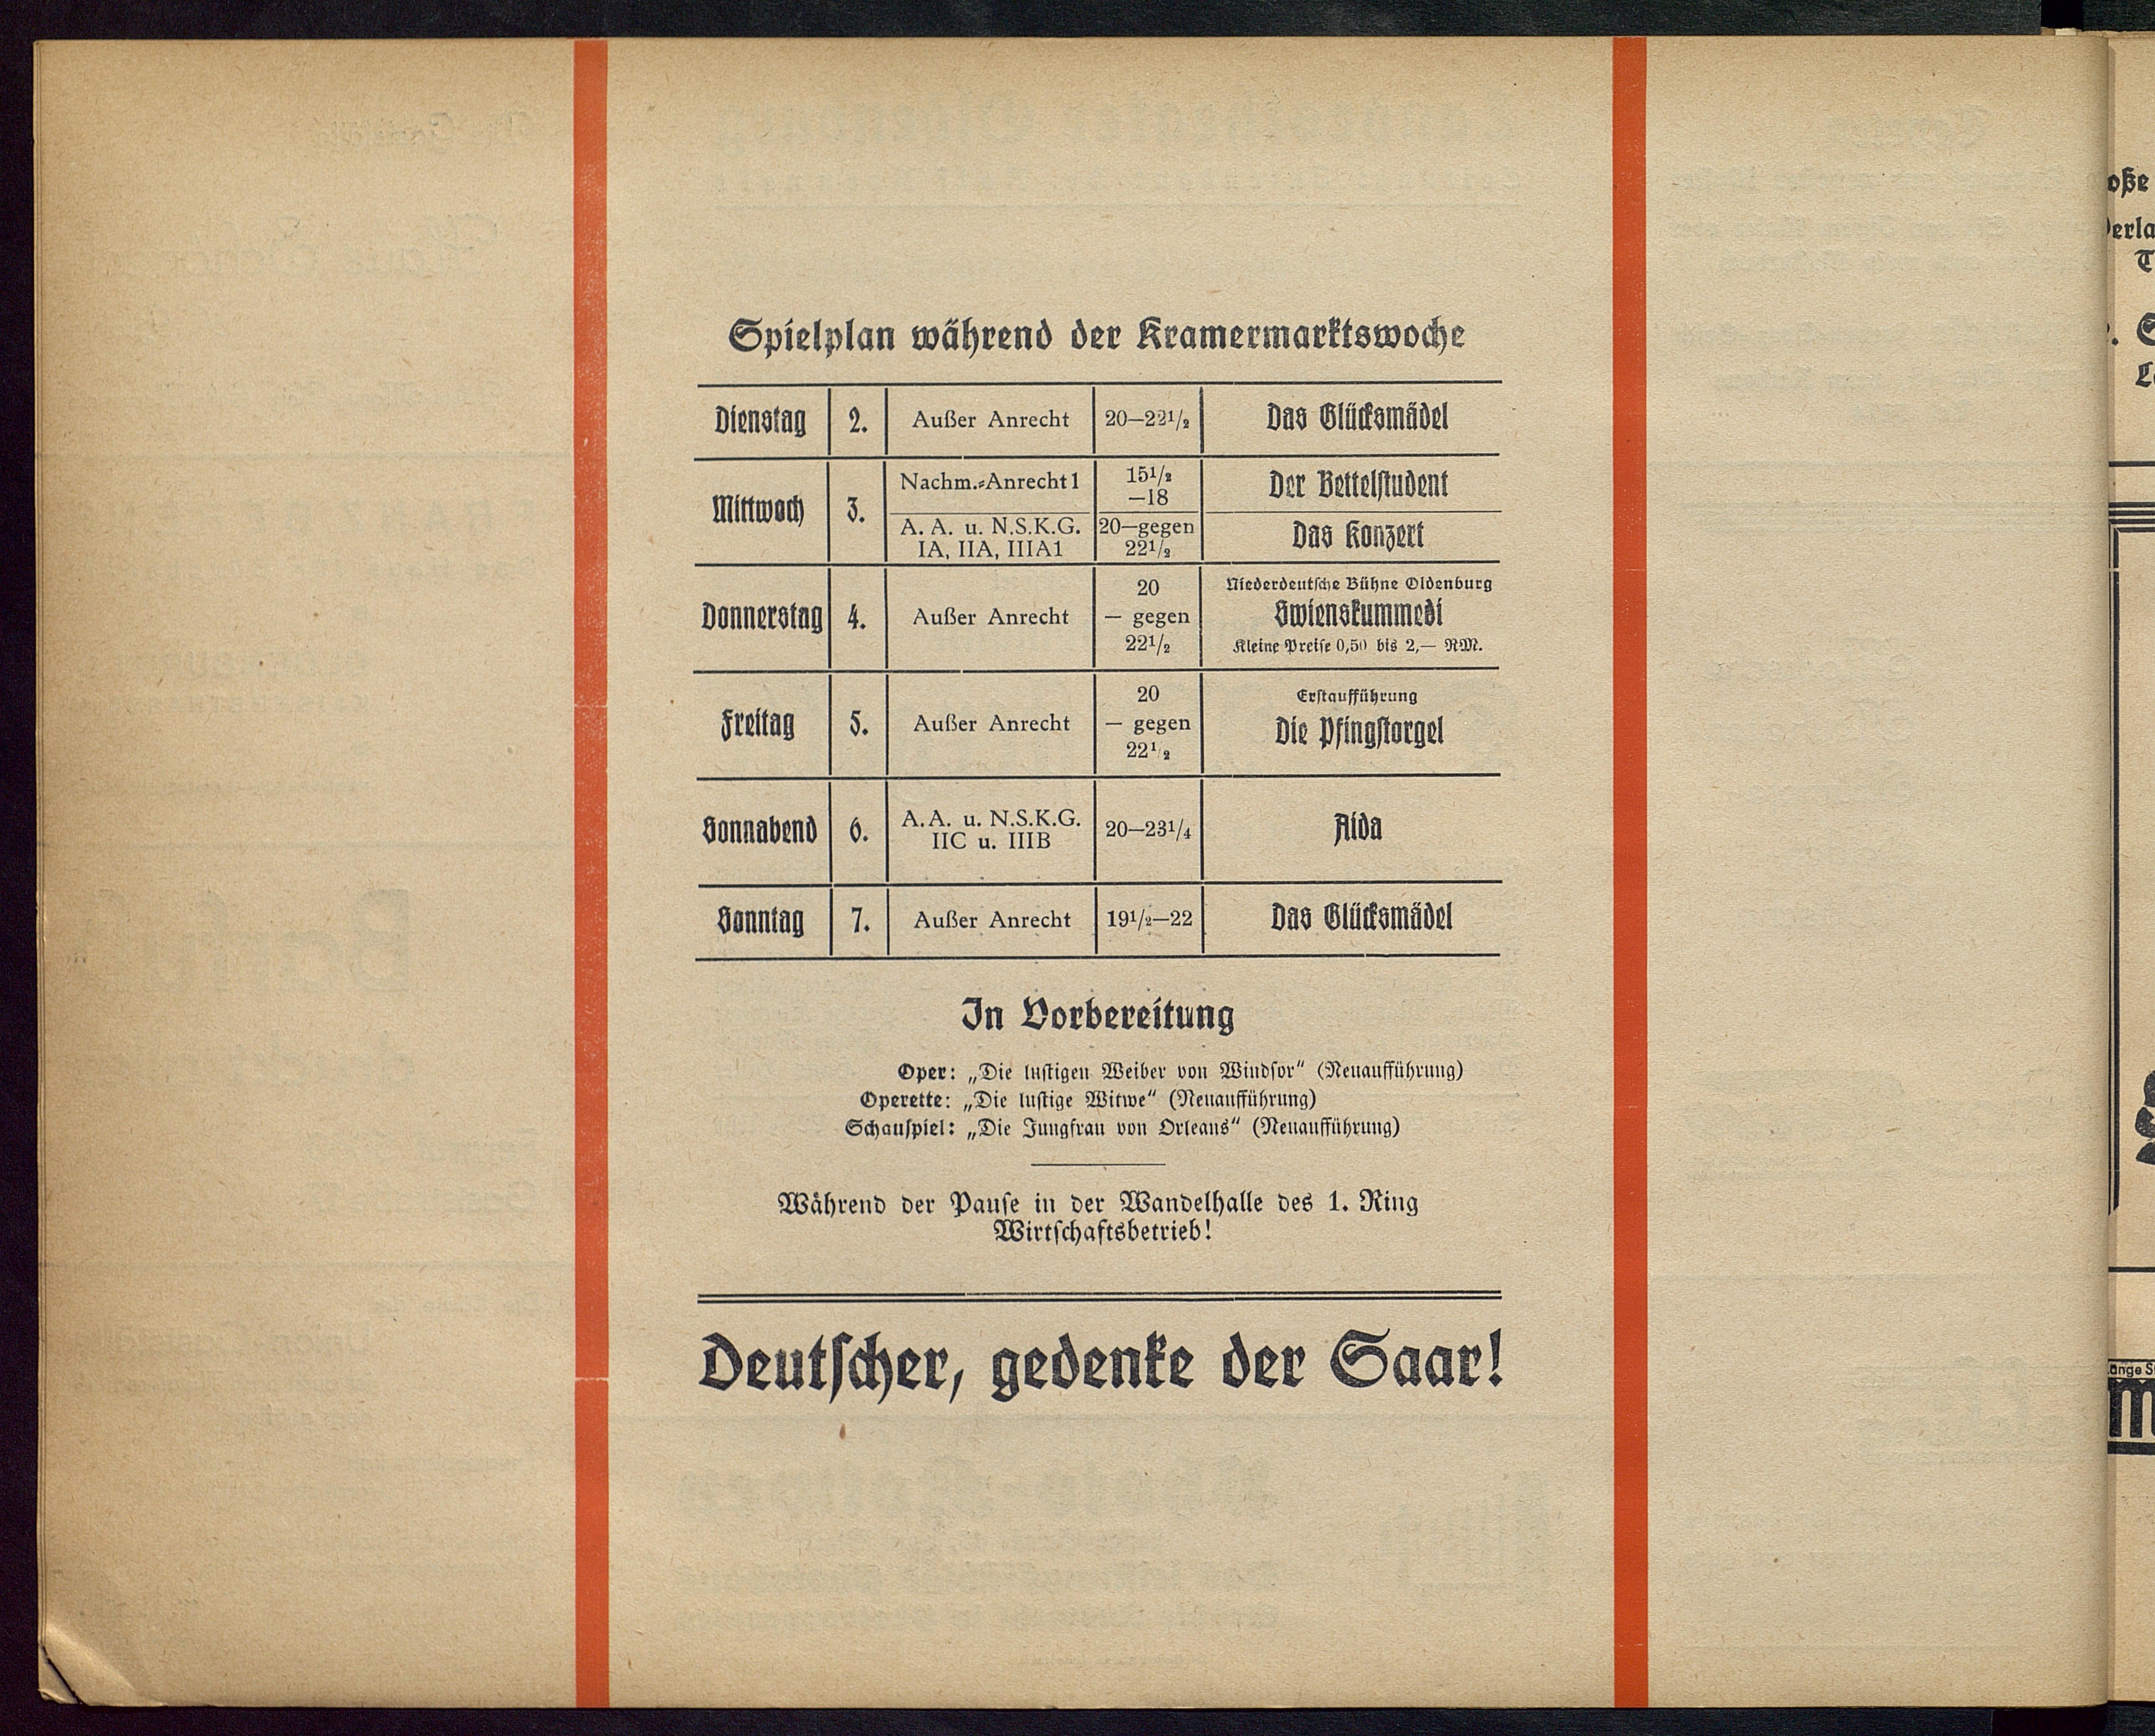 Spielplan während der Kramermarktswoche
Dienstag 2. Außer Anrecht 20—22¹/₂ Das Glücksmädel
Mittwoch 3. Nachm.=Anrecht 1 15¹/₂ —18 Der Bettelstudent
A. A. u. N.S.K.G. IA, IIA, IIIA1 20—gegen 22¹/₂ Das Konzert
Donnerstag 4. Außer Anrecht 20 — gegen 22¹/₂ Niederdeutsche Bühne Oldenburg
Swienskummedi
Kleine Preise 0,50 bis 2,— RM.
Freitag 5. Außer Anrecht 20 — gegen 22¹/₂ Erstaufführung
Die Pfingstorgel
Sonnabend 6. A. A. u. N.S.K.G. IIC u. IIIB 20—23¹/₄ Aida
Sonntag 7. Außer Anrecht 19¹/₂—22 Das Glücksmädel
In Vorbereitung
Oper: „Die lustigen Weiber von Windsor“ (Neuaufführung)
Operette: „Die lustige Witwe“ (Neuaufführung)
Schauspiel: „Die Jungfrau von Orleans“ (Neuaufführung)
Während der Pause in der Wandelhalle des 1. Ring
Wirtschaftsbetrieb!
Deutscher, gedenke der Saar!